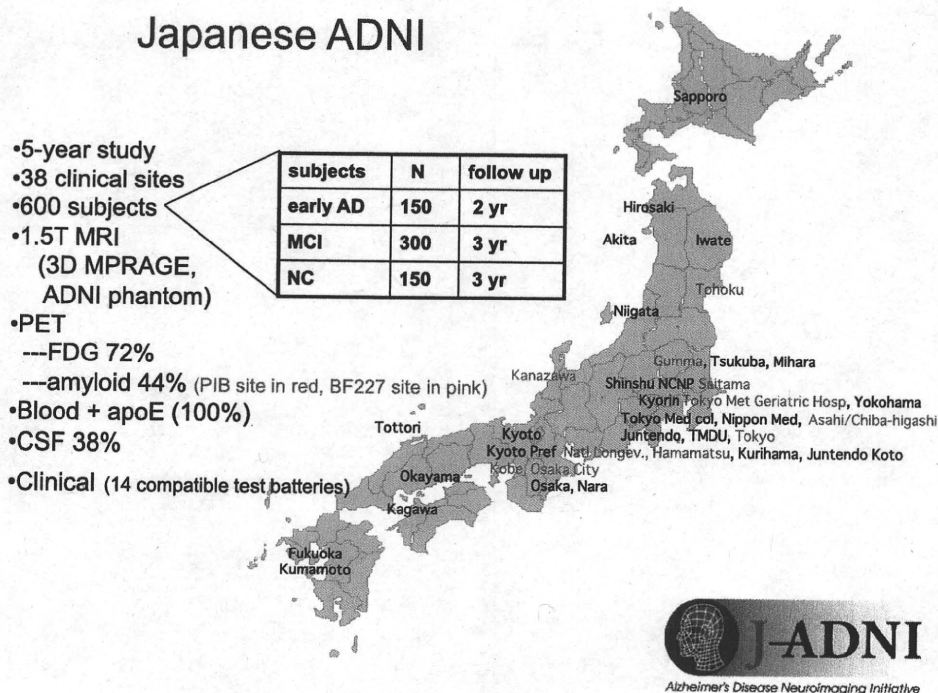 Japanese ADNI
•5-year study
•38 clinical sites
•600 subjects
•1.5T MRI
(3D MPRAGE,
ADNI phantom)
•PET
---FDG 72%
---amyloid 44% (PIB site in red, BF227 site in pink)
•Blood + apoE (100%)
•CSF 38%
•Clinical (14 compatible test batteries)
subjects N follow up
early AD 150 2 yr
MCI 300 3 yr
NC 150 3 yr
Sapporo
Hirosaki
Akita Iwate
Tohoku
Niigata
Gumma, Tsukuba, Mihara
Kanazawa
Shinshu NCNP Saitama
Kyorin Tokyo Met Geriatric Hosp, Yokohama
Tokyo Med col, Nippon Med, Asahi/Chiba-higashi
Juntendo, TMDU, Tokyo
Tottori
Kyoto
Kyoto Pref Natl Longev., Hamamatsu, Kurihama, Juntendo Koto
Kobe, Osaka City
Okayama
Osaka, Nara
Kagawa
Fukuoka
Kumamoto
J-ADNI
Alzheimer's Disease Neuroimaging Initiative